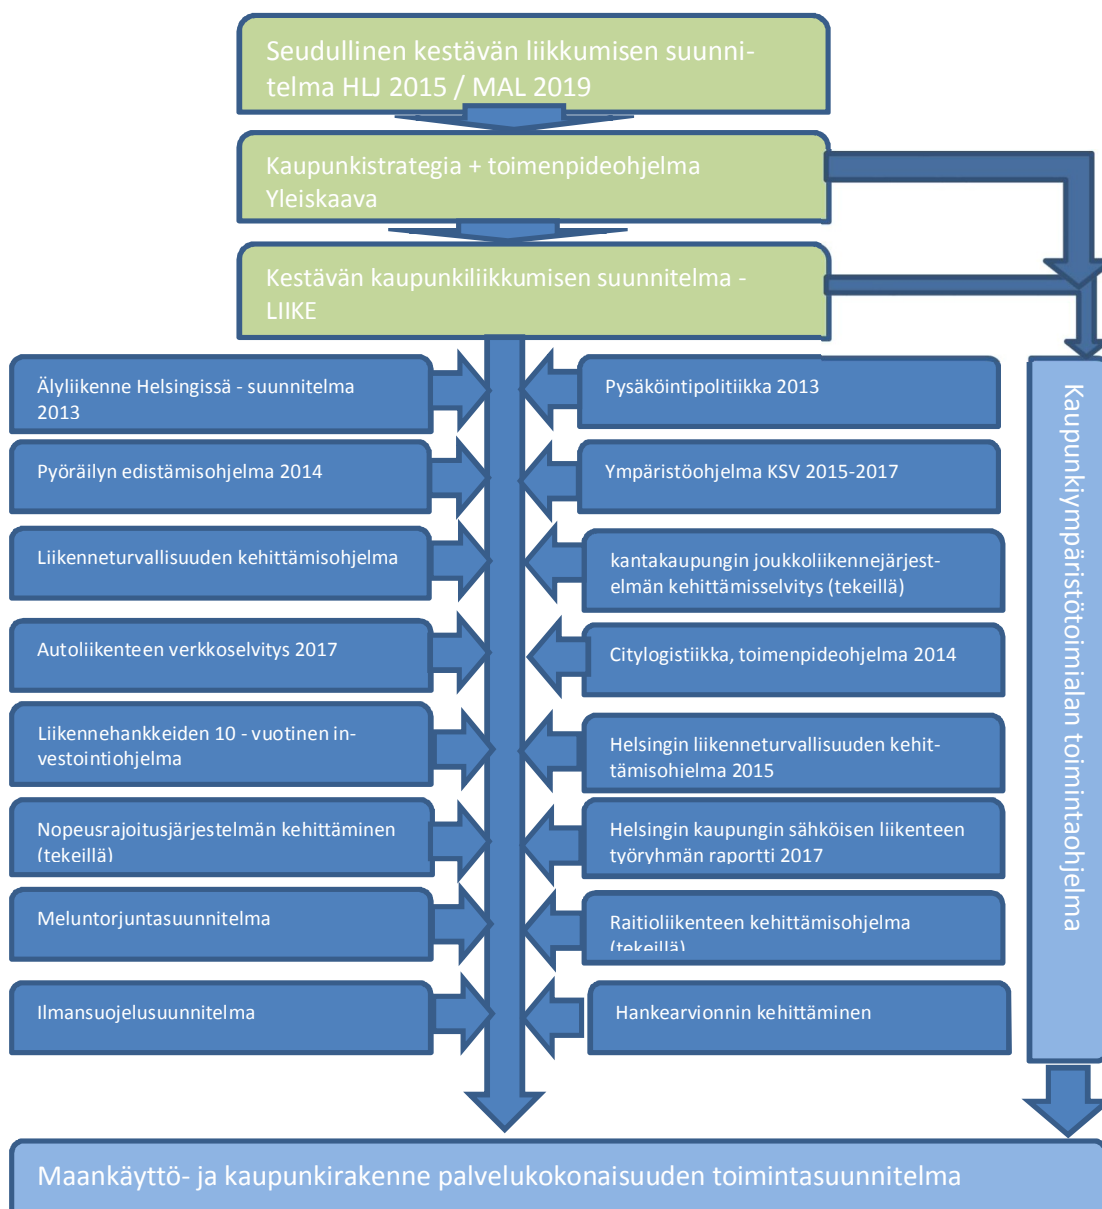 Seudullinen kestävän liikkumisen suunni-
telma HLJ 2015 / MAL 2019
Kaupunkistrategia + toimenpideohjelma
Yleiskaava
Kestävän kaupunkiliikkumisen suunnitelma -
LIIKE
Älyliikenne Helsingissä - suunnitelma
2013
Pysäköintipolitiikka 2013
Pyöräilyn edistämisohjelma 2014
Ympäristöohjelma KSV 2015-2017
Liikenneturvallisuuden kehittämisohjelma
kantakaupungin joukkoliikennejärjest-
elmän kehittämisselvitys (tekeillä)
Autoliikenteen verkkoselvitys 2017
Citylogistiikka, toimenpideohjelma 2014
Liikennehankkeiden 10 - vuotinen in-
vestointiohjelma
Helsingin liikenneturvallisuuden kehit-
tämisohjelma 2015
Nopeusrajoitusjärjestelmän kehittäminen
(tekeillä)
Helsingin kaupungin sähköisen liikenteen
työryhmän raportti 2017
Meluntorjuntasuunnitelma
Raitioliikenteen kehittämisohjelma
(tekeillä)
Ilmansuojelusuunnitelma
Hankearvionnin kehittäminen
Kaupunkiympäristötoimialan toimintaohjelma
Maankäyttö- ja kaupunkirakenne palvelukokonaisuuden toimintasuunnitelma